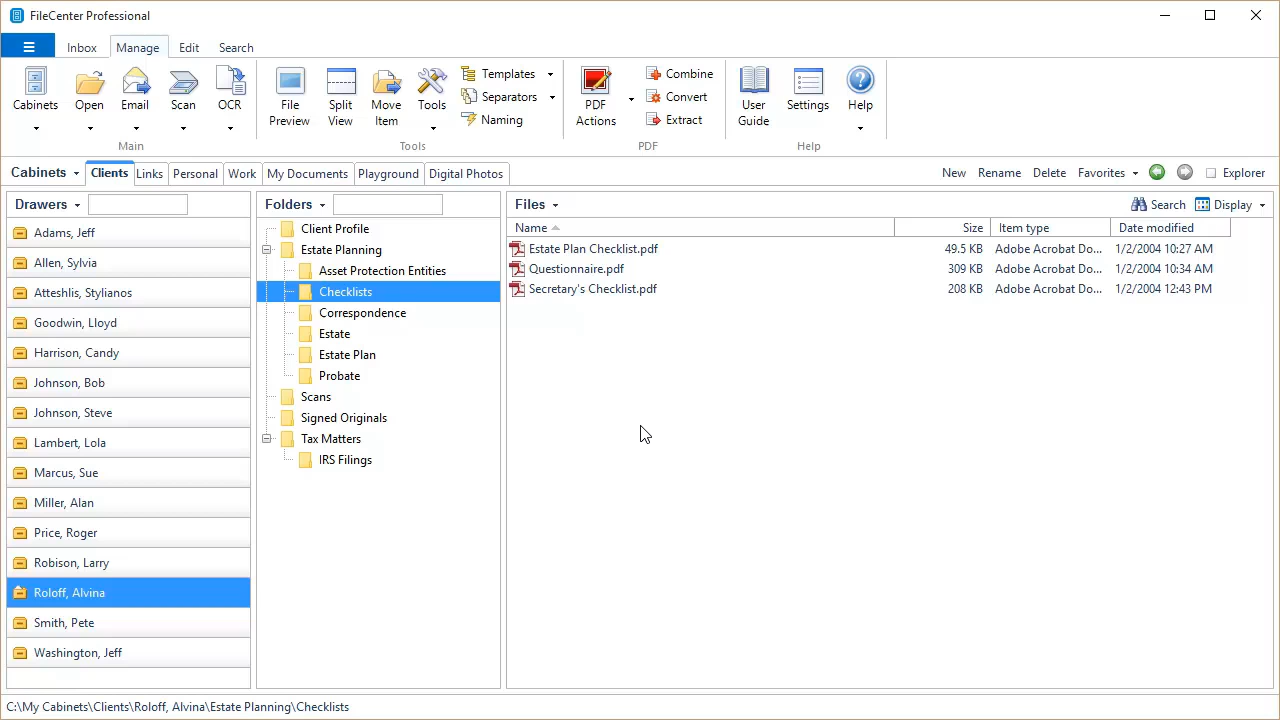 FileCenter Professional
Inbox Manage Edit Search
Cabinets Open Email Scan OCR
Main
File Preview Split View Move Item Tools
Templates
Separators
Naming
Tools
PDF Actions
Combine
Convert
Extract
PDF
User Guide Settings Help
Help
Cabinets Clients Links Personal Work My Documents Playground Digital Photos
New Rename Delete Favorites Explorer
Drawers
Adams, Jeff
Allen, Sylvia
Atteshlis, Stylianos
Goodwin, Lloyd
Harrison, Candy
Johnson, Bob
Johnson, Steve
Lambert, Lola
Marcus, Sue
Miller, Alan
Price, Roger
Robison, Larry
Roloff, Alvina
Smith, Pete
Washington, Jeff
Folders
Client Profile
Estate Planning
Asset Protection Entities
Checklists
Correspondence
Estate
Estate Plan
Probate
Scans
Signed Originals
Tax Matters
IRS Filings
Files Search Display
Name Size Item type Date modified
Estate Plan Checklist.pdf 49.5 KB Adobe Acrobat Do... 1/2/2004 10:27 AM
Questionnaire.pdf 309 KB Adobe Acrobat Do... 1/2/2004 10:34 AM
Secretary's Checklist.pdf 208 KB Adobe Acrobat Do... 1/2/2004 12:43 PM
C:\My Cabinets\Clients\Roloff, Alvina\Estate Planning\Checklists